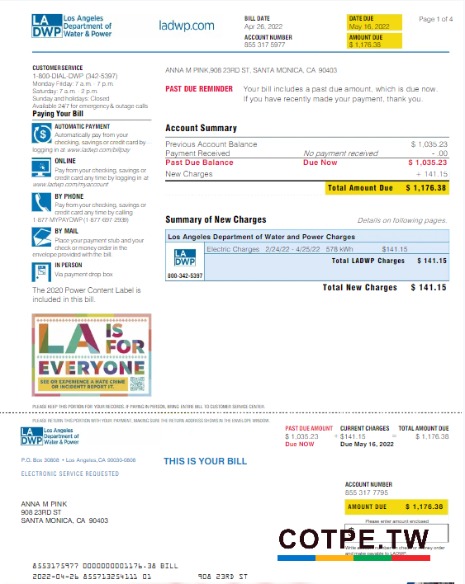 LA
DWP
Los Angeles
Department of
Water & Power
ladwp.com
BILL DATE
Apr 26, 2022
ACCOUNT NUMBER
855 317 5977
DATE DUE
May 16, 2022
AMOUNT DUE
$ 1,176.38
Page 1 of 4
CUSTOMER SERVICE
1-800-DIAL-DWP (342-5397)
Monday-Friday: 7 a.m. - 7 p.m.
Saturday: 7 a.m. - 2 p.m.
Sunday and holidays: Closed
Available 24/7 for emergency & outage calls
Paying Your Bill
AUTOMATIC PAYMENT
Automatically pay from your
checking, savings or credit card by
logging in at www.ladwp.com/billpay
ONLINE
Pay from your checking, savings or
credit card any time by logging in at
www.ladwp.com/myaccount
BY PHONE
Pay from your checking, savings or
credit card any time by calling
1-877-MYPAYDWP (1-877-697-2939)
BY MAIL
Place your payment stub and your
check or money order in the
envelope provided with the bill.
IN PERSON
Via payment drop box
The 2020 Power Content Label is
included in this bill.
LA IS
FOR
EVERYONE
SEE OR EXPERIENCE A HATE CRIME
OR INCIDENT? REPORT IT.
ANNA M PINK,908 23RD ST, SANTA MONICA, CA 90403
PAST DUE REMINDER Your bill includes a past due amount, which is due now.
If you have recently made your payment, thank you.
Account Summary
Previous Account Balance $ 1,035.23
Payment Received No payment received - .00
Past Due Balance Due Now $ 1,035.23
New Charges + 141.15
Total Amount Due $ 1,176.38
Summary of New Charges Details on following pages.
Los Angeles Department of Water and Power Charges
LA
DWP
800-342-5397
Electric Charges 2/24/22 - 4/25/22 578 kWh $141.15
Total LADWP Charges $ 141.15
Total New Charges $ 141.15
PLEASE KEEP THIS PORTION FOR YOUR RECORDS. IF PAYING IN PERSON, BRING ENTIRE BILL TO CUSTOMER SERVICE CENTER.
PLEASE BE SURE THIS PORTION WITH YOUR PAYMENT, MAKING SURE THE RETURN ADDRESS SHOWS IN THE ENVELOPE WINDOW.
LA
DWP
Los Angeles
Department of
Water & Power
P.O. Box 30808 • Los Angeles CA 90030-0808
ELECTRONIC SERVICE REQUESTED
THIS IS YOUR BILL
PAST DUE AMOUNT CURRENT CHARGES TOTAL AMOUNT DUE
$ 1,035.23 + $141.15 = $ 1,176.38
Due NOW Due May 16, 2022
ACCOUNT NUMBER
855 317 7795
AMOUNT DUE $ 1,176.38
Please enter amount enclosed
$
ANNA M PINK
908 23RD ST
SANTA MONICA, CA 90403
COTPE.TW
8553175977 0000000001176.38 BILL
2022-04-26 855713254111 01 908 23RD ST